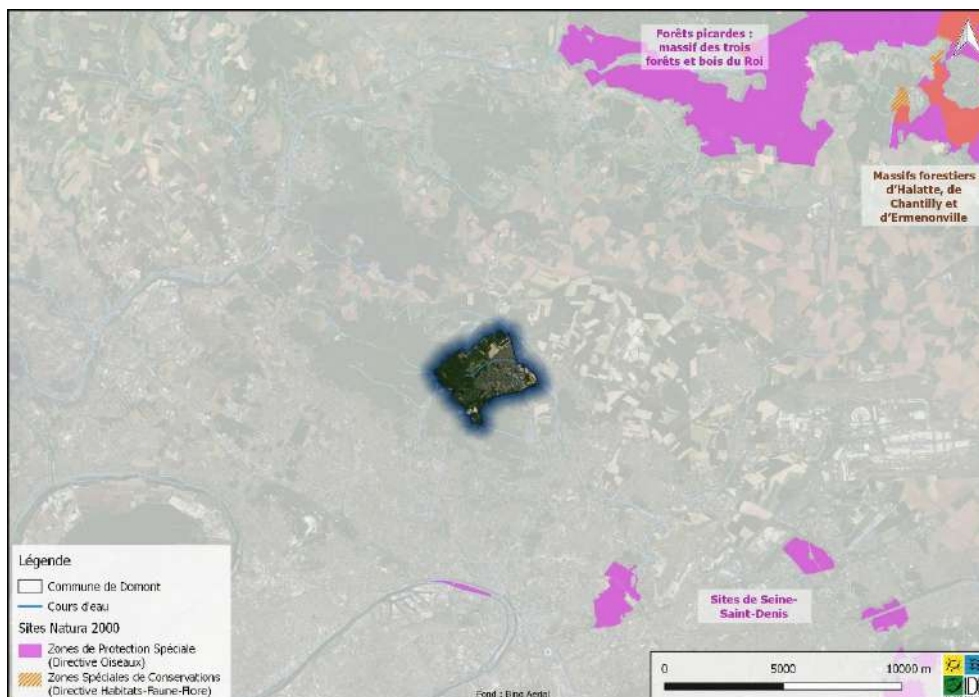 Forêts picardes :
massif des trois
forêts et bois du Roi
Massifs forestiers
d'Halatte, de
Chantilly et
d'Ermenonville
Légende
Commune de Domont
Cours d'eau
Sites Natura 2000
Zones de Protection Spéciale
(Directive Oiseaux)
Zones Spéciales de Conservations
(Directive Habitats-Faune-Flore)
Sites de Seine-
Saint-Denis
0 5000 10000 m
Fond : Bing Aerial